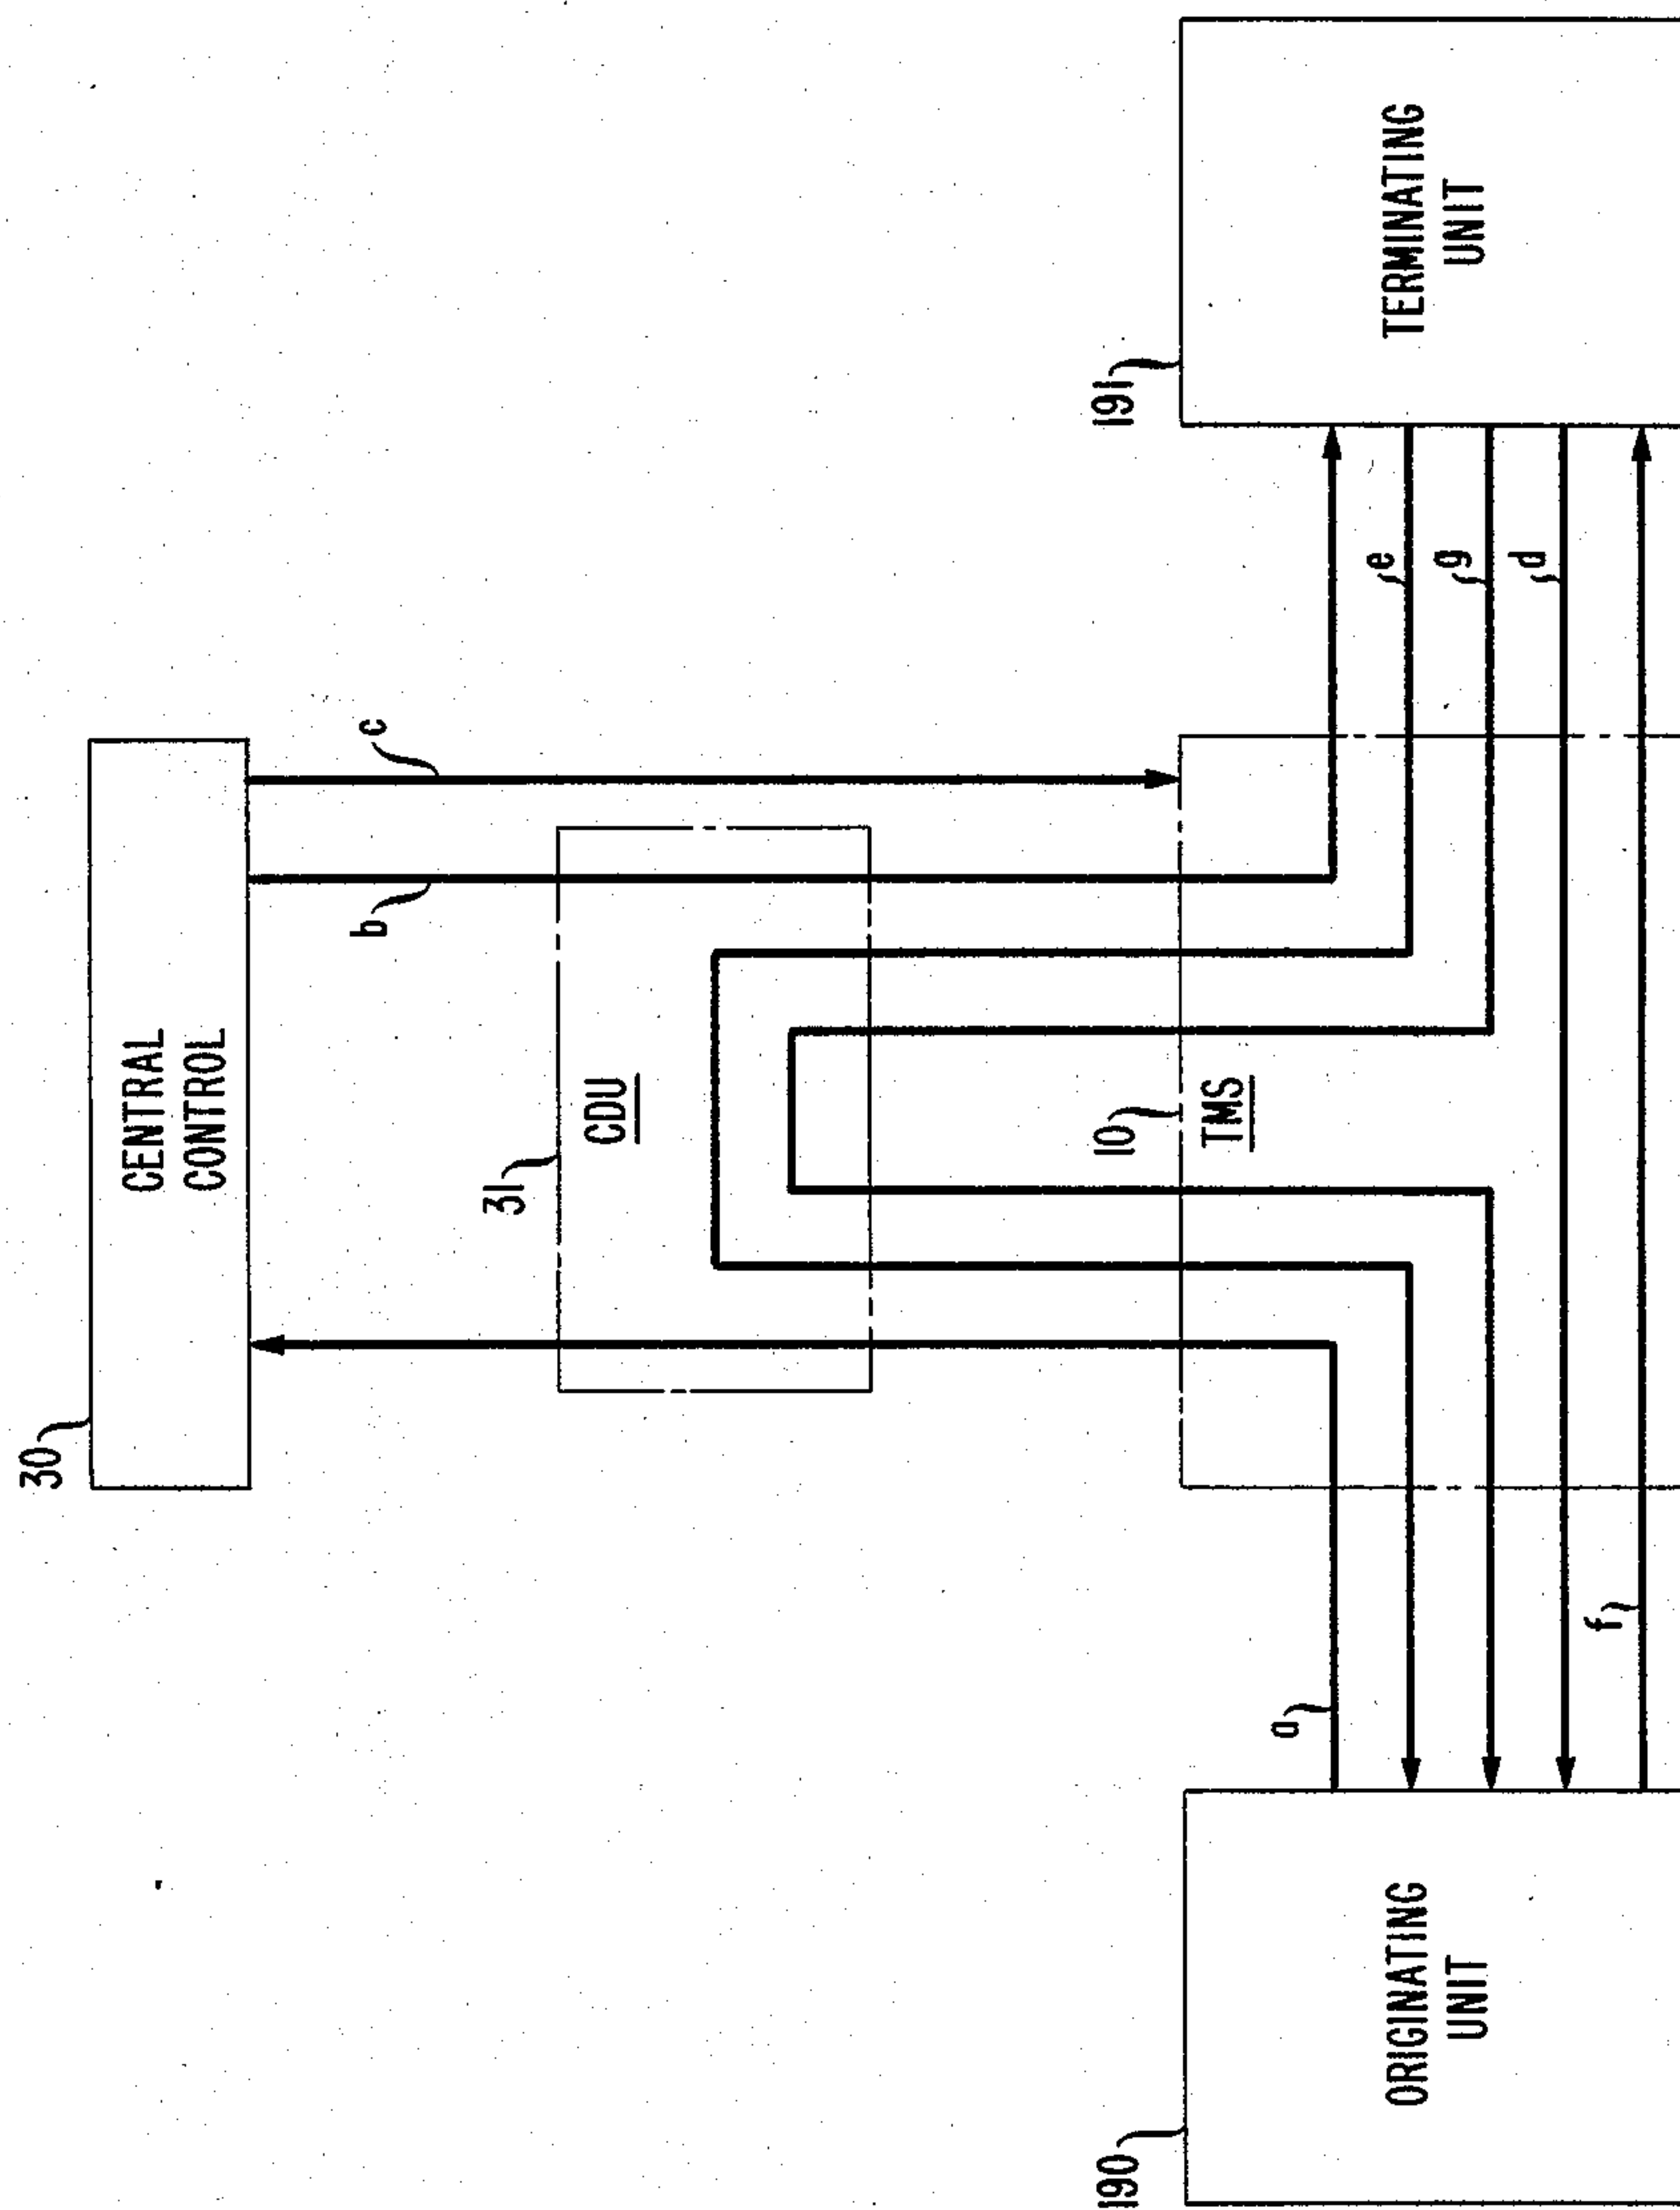 30
CENTRAL
CONTROL
b
c
31
CDU
10
TMS
190
ORIGINATING
UNIT
191
TERMINATING
UNIT
a
e
g
d
f